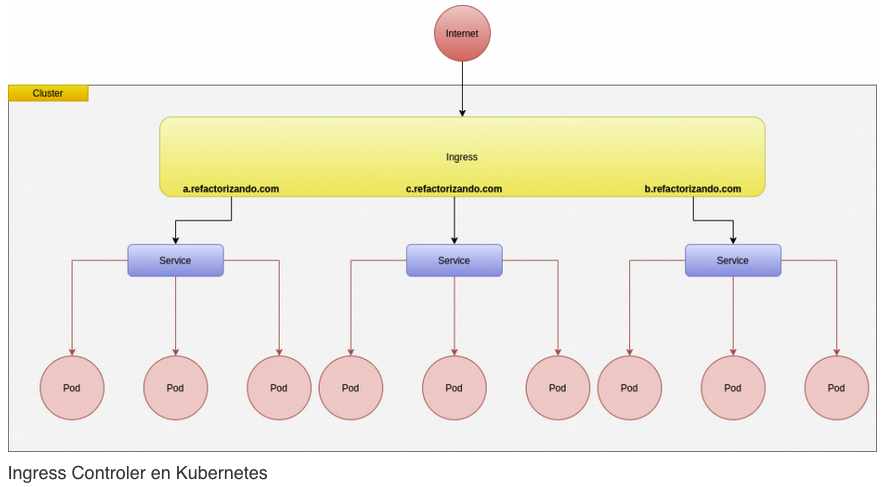 Internet
Cluster
Ingress
a.refactorizando.com c.refactorizando.com b.refactorizando.com
Service Service Service
Pod Pod Pod Pod Pod Pod Pod Pod Pod
Ingress Controler en Kubernetes